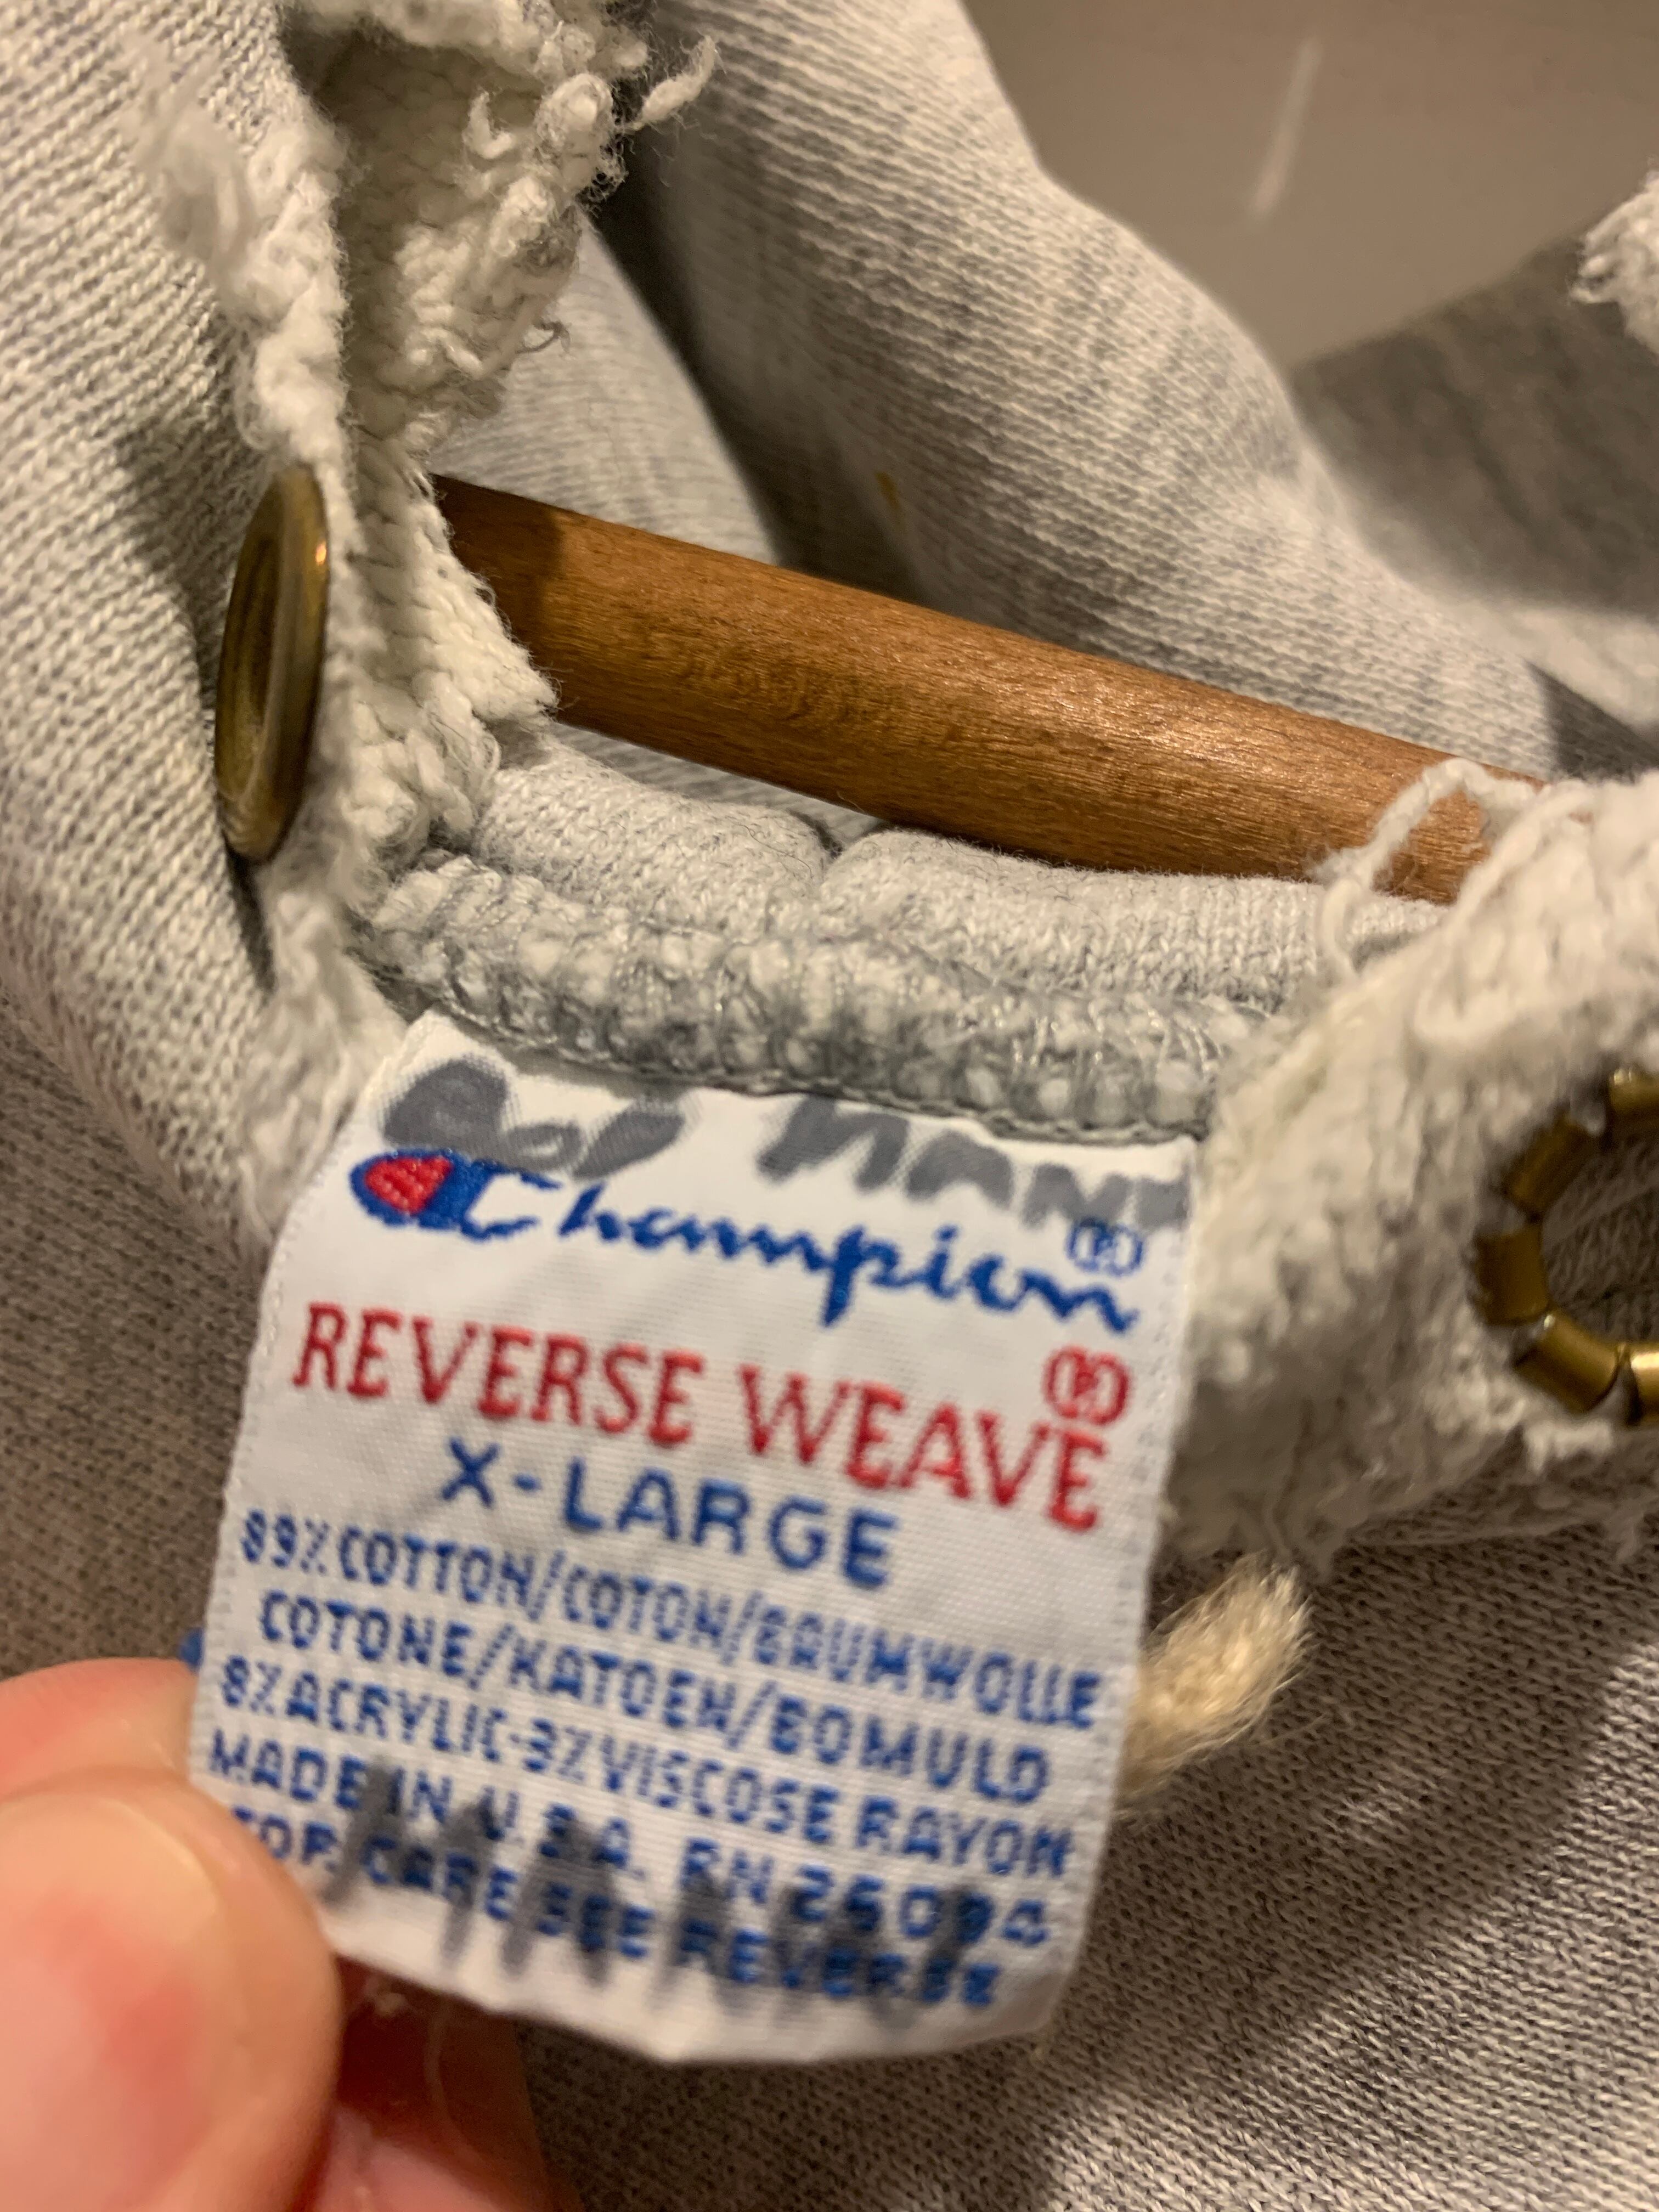 Champion®
REVERSE WEAVE®
X-LARGE
89% COTTON/COTON/BAUMWOLLE
COTONE/KATOEN/BOMULD
8% ACRYLIC-3% VISCOSE RAYON
MADE IN U.S.A. RN 26094
CARE SEE REVERSE